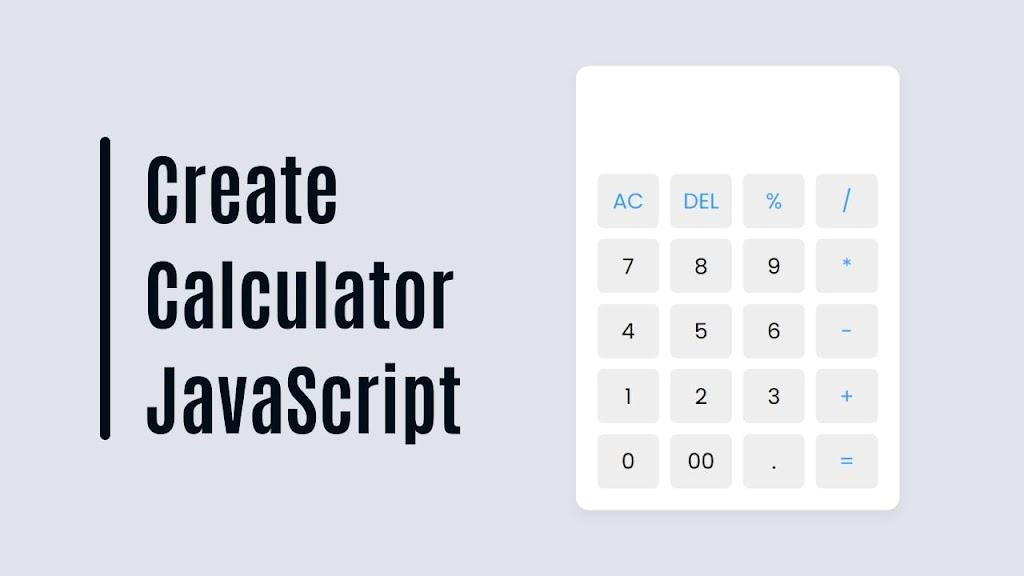 Create
Calculator
JavaScript
AC DEL % /
7 8 9 *
4 5 6 -
1 2 3 +
0 00 . =